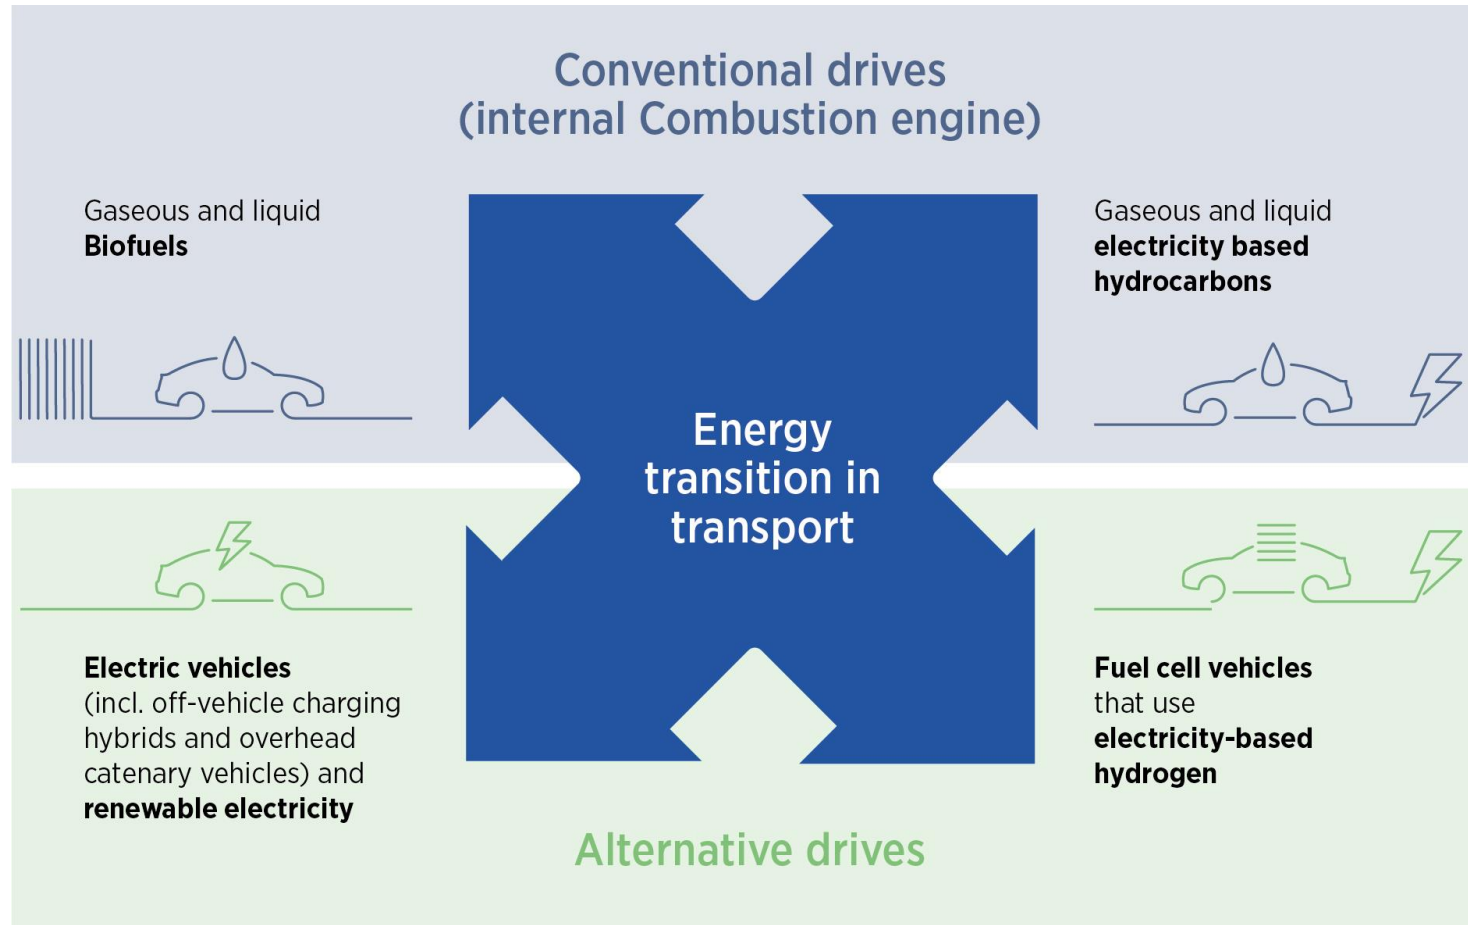 Conventional drives
(internal Combustion engine)
Gaseous and liquid
Biofuels
Gaseous and liquid
electricity based
hydrocarbons
Energy
transition in
transport
Electric vehicles
(incl. off-vehicle charging
hybrids and overhead
catenary vehicles) and
renewable electricity
Fuel cell vehicles
that use
electricity-based
hydrogen
Alternative drives